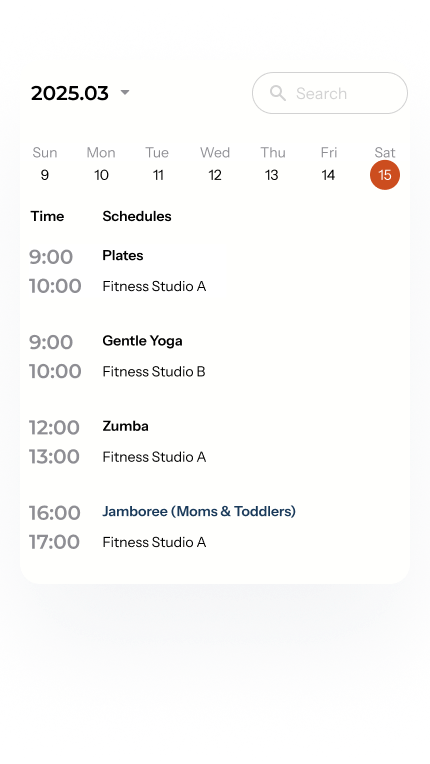 2025.03
Search
Sun Mon Tue Wed Thu Fri Sat
9 10 11 12 13 14 15
Time Schedules
9:00 Plates
10:00 Fitness Studio A
9:00 Gentle Yoga
10:00 Fitness Studio B
12:00 Zumba
13:00 Fitness Studio A
16:00 Jamboree (Moms & Toddlers)
17:00 Fitness Studio A